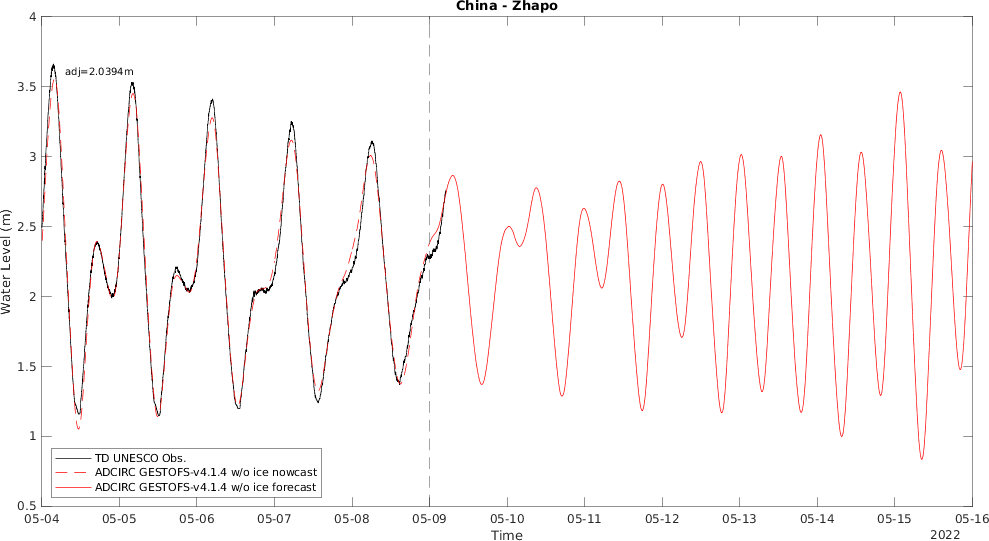 China - Zhapo
4
adj=2.0394m
3.5
3
2.5
2
1.5
1
0.5
Water Level (m)
TD UNESCO Obs.
ADCIRC GESTOFS-v4.1.4 w/o ice nowcast
ADCIRC GESTOFS-v4.1.4 w/o ice forecast
05-04 05-05 05-06 05-07 05-08 05-09 05-10 05-11 05-12 05-13 05-14 05-15 05-16
Time
2022